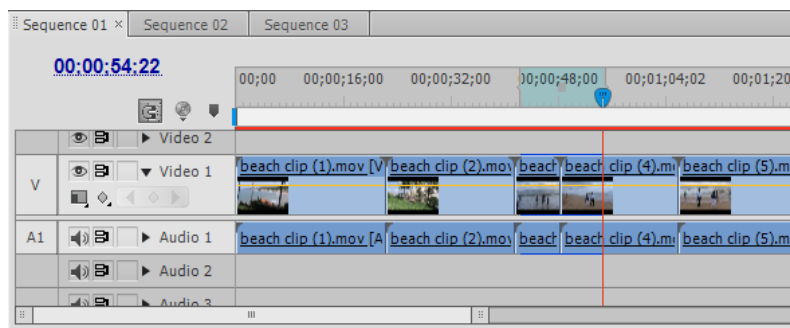 Sequence 01 × Sequence 02 Sequence 03
00;00;54;22
00;00 00;00;16;00 00;00;32;00 00;00;48;00 00;01;04;02 00;01;20
Video 2
V Video 1 beach clip (1).mov [V beach clip (2).mov beach beach clip (4).m beach clip (5).m
A1 Audio 1 beach clip (1).mov [A beach clip (2).mov beach beach clip (4).m beach clip (5).m
Audio 2
Audio 3